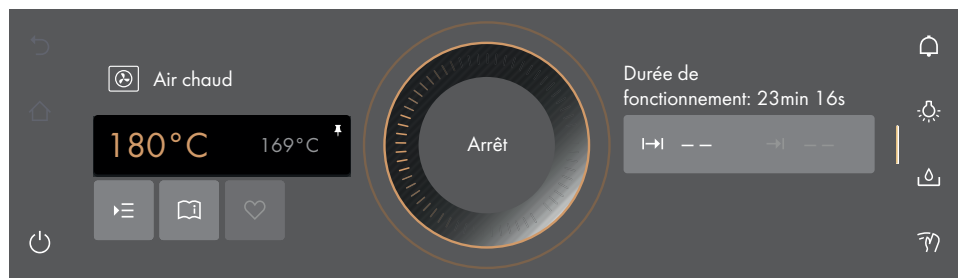 Air chaud
180°C
169°C
Arrêt
Durée de
fonctionnement: 23min 16s
-- --